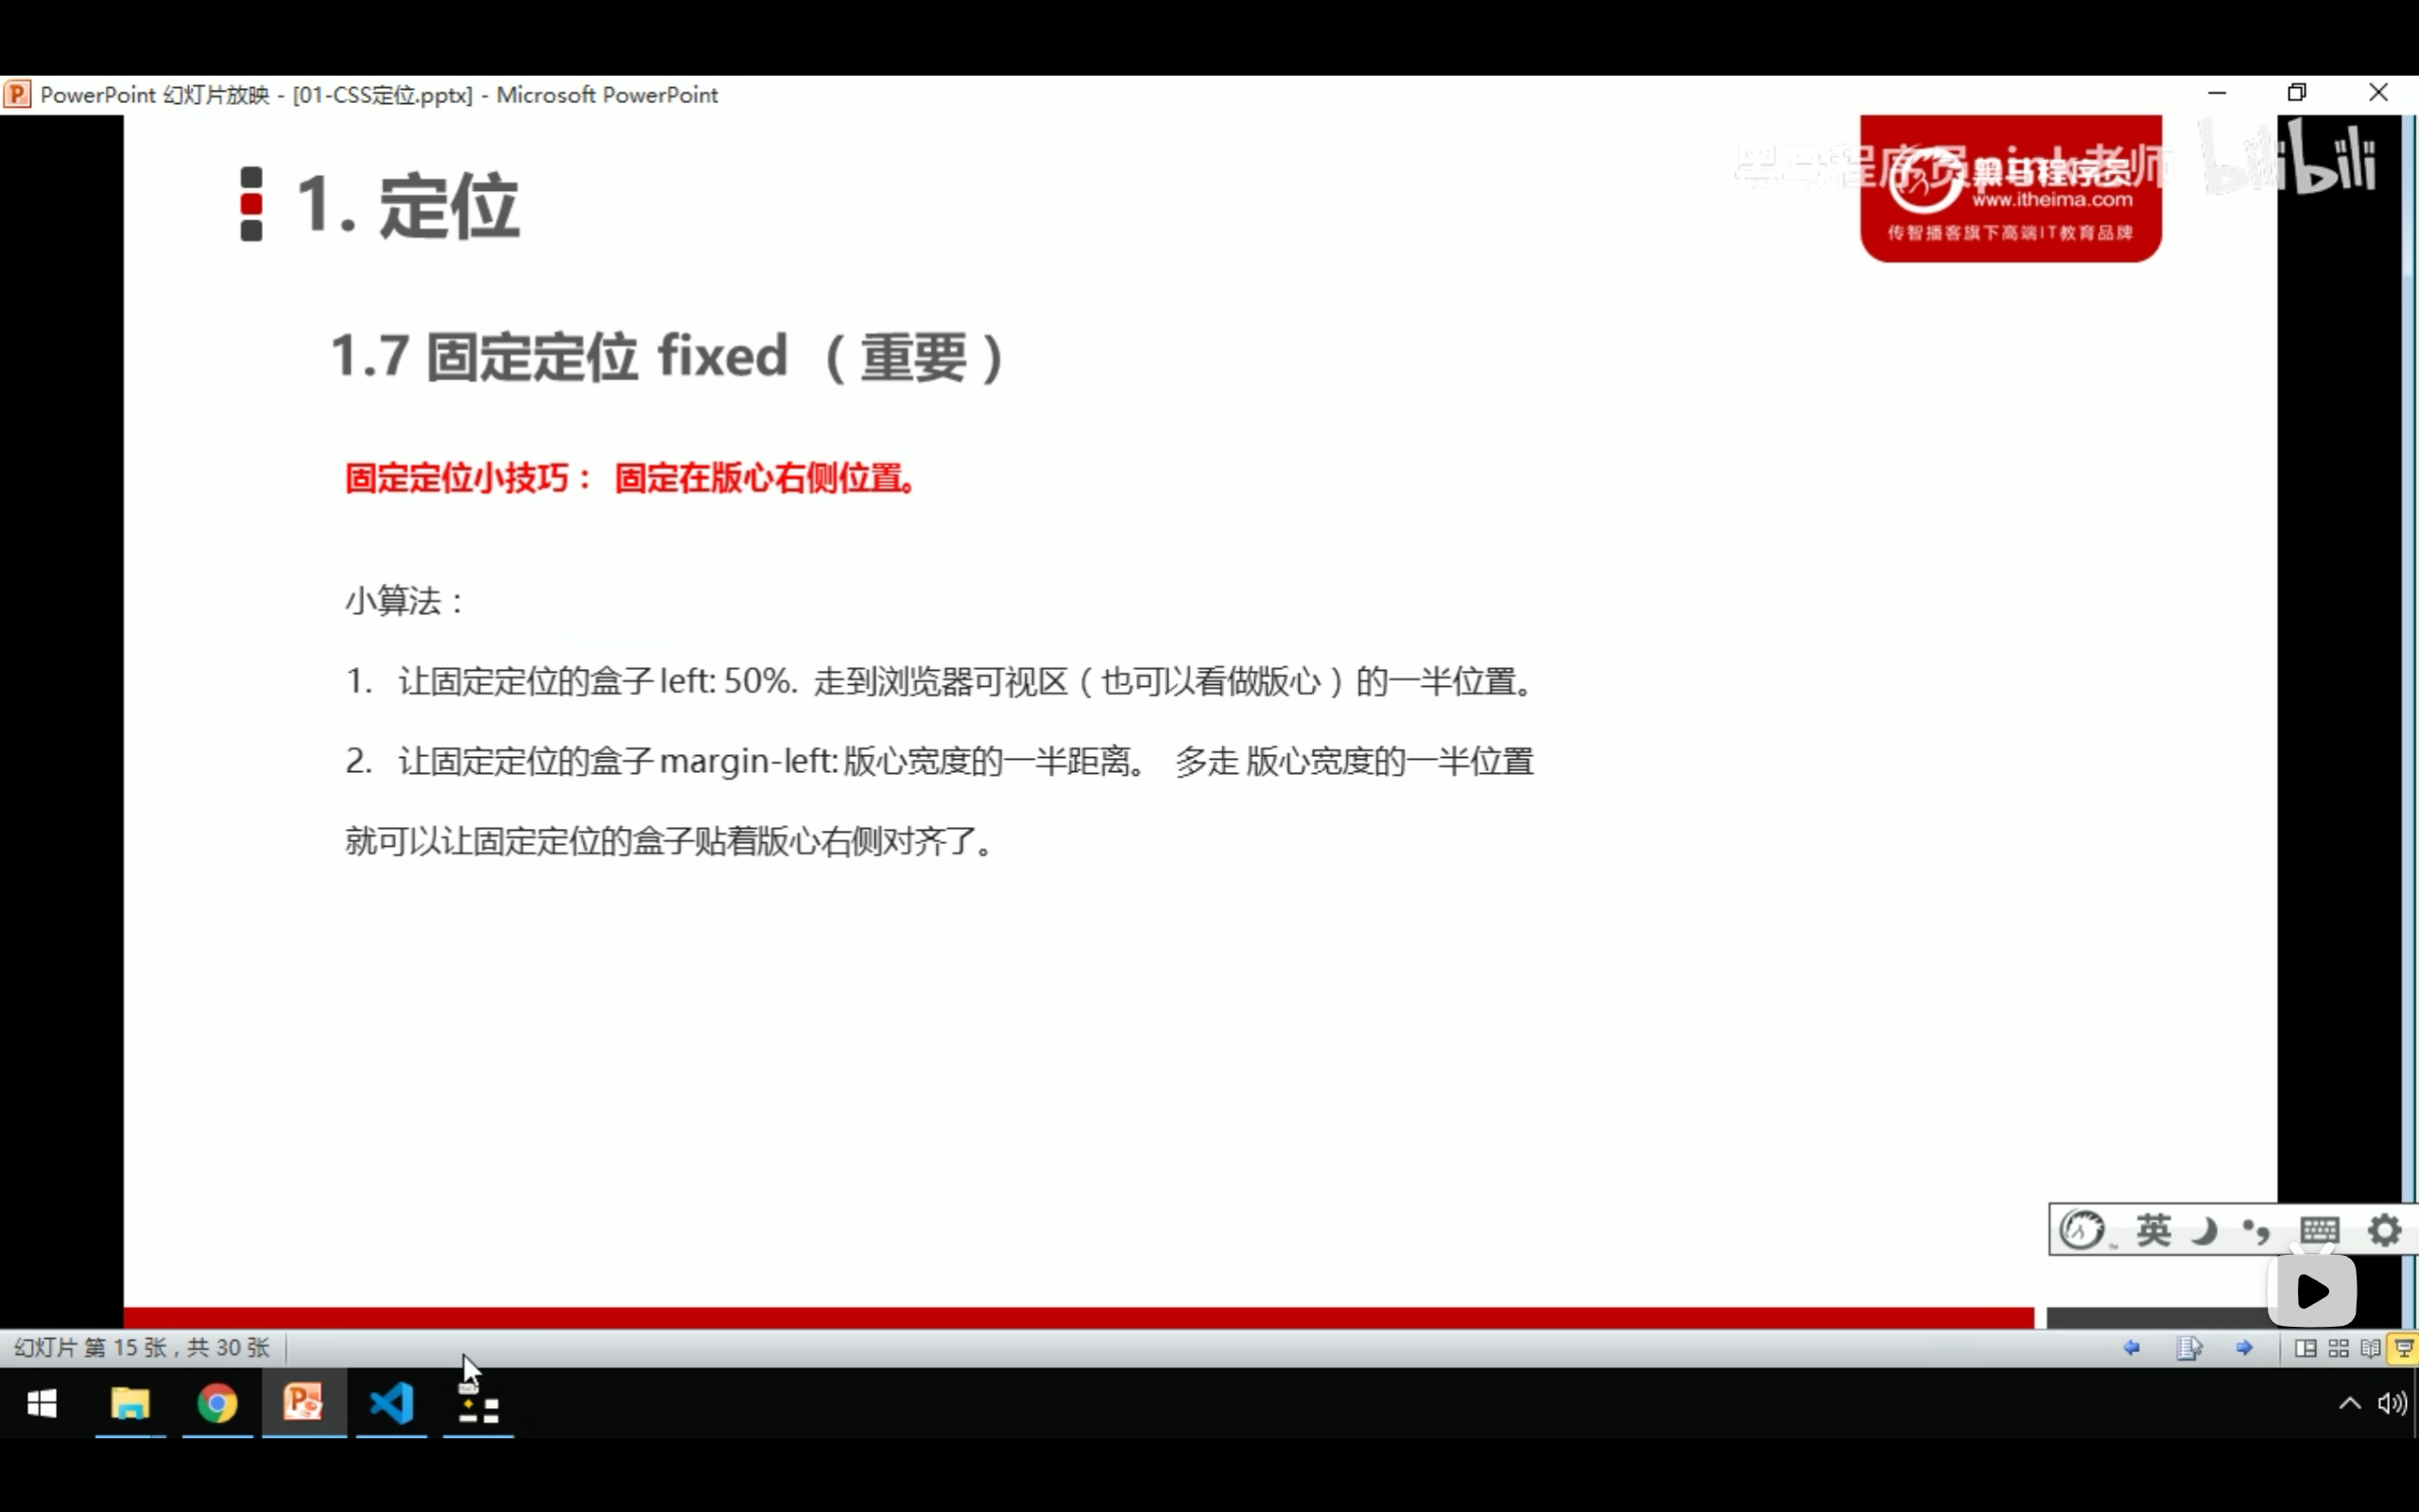 PowerPoint 幻灯片放映 - [01-CSS定位.pptx] - Microsoft PowerPoint
1. 定位
黑马程序员pink老师
bilibili
黑马程序员
www.itheima.com
传智播客旗下高端IT教育品牌
1.7 固定定位 fixed （重要）
固定定位小技巧： 固定在版心右侧位置。
小算法：
1. 让固定定位的盒子 left: 50%. 走到浏览器可视区（也可以看做版心）的一半位置。
2. 让固定定位的盒子 margin-left: 版心宽度的一半距离。 多走 版心宽度的一半位置
就可以让固定定位的盒子贴着版心右侧对齐了。
英
幻灯片 第 15 张，共 30 张